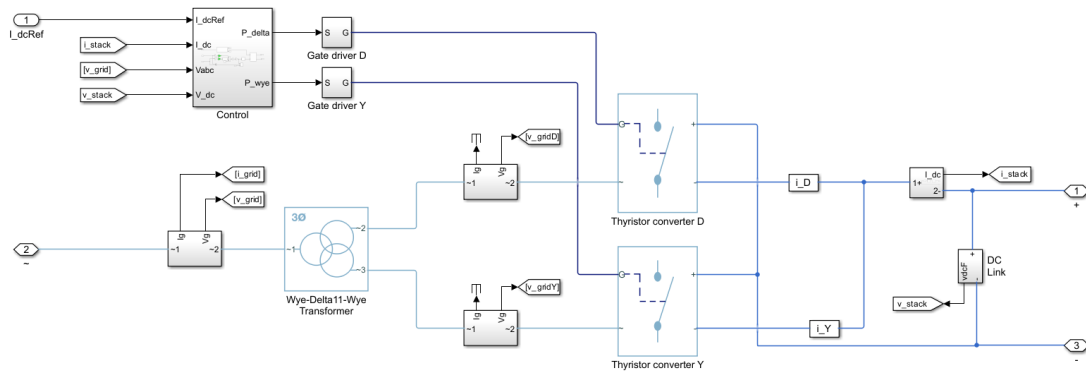 1
I_dcRef
i_stack
[v_grid]
v_stack
I_dcRef
I_dc
Vabc
V_dc
P_delta
P_wye
Control
S G
Gate driver D
S G
Gate driver Y
[i_grid]
[v_grid]
Ig
Vg
~1
~2
2
~
3Ø
~1
~2
~3
Wye-Delta11-Wye
Transformer
[v_gridD]
Ig
Vg
~1
~2
[v_gridY]
Ig
Vg
~1
~2
G
+
~
-
Thyristor converter D
G
+
~
-
Thyristor converter Y
i_D
i_Y
I_dc
1+
2-
i_stack
1
+
+
vdcF
-
DC
Link
v_stack
3
-